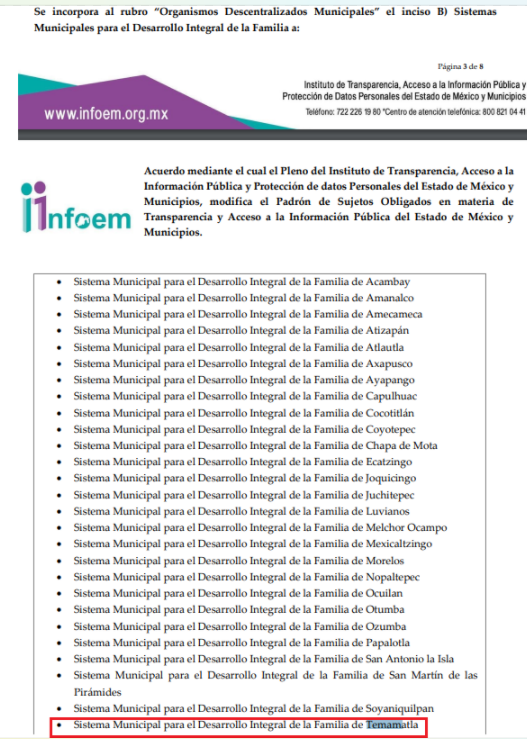 Se incorpora al rubro “Organismos Descentralizados Municipales” el inciso B) Sistemas
Municipales para el Desarrollo Integral de la Familia a:
Página 3 de 8
www.infoem.org.mx
Instituto de Transparencia, Acceso a la Información Pública y
Protección de Datos Personales del Estado de México y Municipios
Teléfono: 722 226 19 80 *Centro de atención telefónica: 800 821 04 41
infoem
Acuerdo mediante el cual el Pleno del Instituto de Transparencia, Acceso a la
Información Pública y Protección de datos Personales del Estado de México y
Municipios, modifica el Padrón de Sujetos Obligados en materia de
Transparencia y Acceso a la Información Pública del Estado de México y
Municipios.
• Sistema Municipal para el Desarrollo Integral de la Familia de Acambay
• Sistema Municipal para el Desarrollo Integral de la Familia de Amanalco
• Sistema Municipal para el Desarrollo Integral de la Familia de Amecameca
• Sistema Municipal para el Desarrollo Integral de la Familia de Atizapán
• Sistema Municipal para el Desarrollo Integral de la Familia de Atlautla
• Sistema Municipal para el Desarrollo Integral de la Familia de Axapusco
• Sistema Municipal para el Desarrollo Integral de la Familia de Ayapango
• Sistema Municipal para el Desarrollo Integral de la Familia de Capulhuac
• Sistema Municipal para el Desarrollo Integral de la Familia de Cocotitlán
• Sistema Municipal para el Desarrollo Integral de la Familia de Coyotepec
• Sistema Municipal para el Desarrollo Integral de la Familia de Chapa de Mota
• Sistema Municipal para el Desarrollo Integral de la Familia de Ecatzingo
• Sistema Municipal para el Desarrollo Integral de la Familia de Joquicingo
• Sistema Municipal para el Desarrollo Integral de la Familia de Juchitepec
• Sistema Municipal para el Desarrollo Integral de la Familia de Luvianos
• Sistema Municipal para el Desarrollo Integral de la Familia de Melchor Ocampo
• Sistema Municipal para el Desarrollo Integral de la Familia de Mexicaltzingo
• Sistema Municipal para el Desarrollo Integral de la Familia de Morelos
• Sistema Municipal para el Desarrollo Integral de la Familia de Nopaltepec
• Sistema Municipal para el Desarrollo Integral de la Familia de Ocuilan
• Sistema Municipal para el Desarrollo Integral de la Familia de Otumba
• Sistema Municipal para el Desarrollo Integral de la Familia de Ozumba
• Sistema Municipal para el Desarrollo Integral de la Familia de Papalotla
• Sistema Municipal para el Desarrollo Integral de la Familia de San Antonio la Isla
• Sistema Municipal para el Desarrollo Integral de la Familia de San Martín de las
Pirámides
• Sistema Municipal para el Desarrollo Integral de la Familia de Soyaniquilpan
• Sistema Municipal para el Desarrollo Integral de la Familia de Temamatla